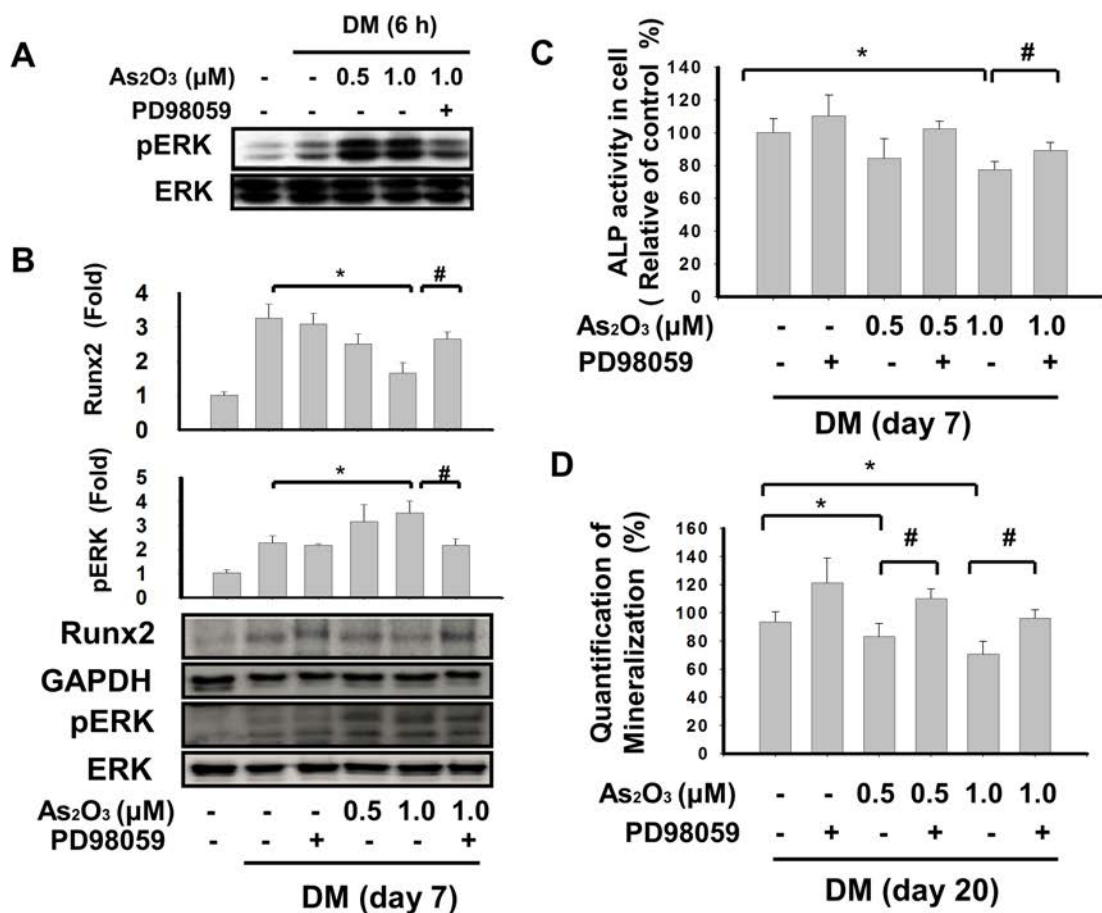 A
DM (6 h)
As₂O₃ (μM) - - 0.5 1.0 1.0
PD98059 - - - - +
pERK
ERK
B
Runx2 (Fold)
4
3
2
1
0
* #
pERK (Fold)
5
4
3
2
1
0
* #
Runx2
GAPDH
pERK
ERK
As₂O₃ (μM) - - - 0.5 1.0 1.0
PD98059 - - + - - +
DM (day 7)
C
ALP activity in cell
( Relative of control %)
140
120
100
80
60
40
20
0
* #
As₂O₃ (μM) - - 0.5 0.5 1.0 1.0
PD98059 - + - + - +
DM (day 7)
D
Quantification of
Mineralization (%)
160
140
120
100
80
60
40
20
0
*
*
# #
As₂O₃ (μM) - - 0.5 0.5 1.0 1.0
PD98059 - + - + - +
DM (day 20)